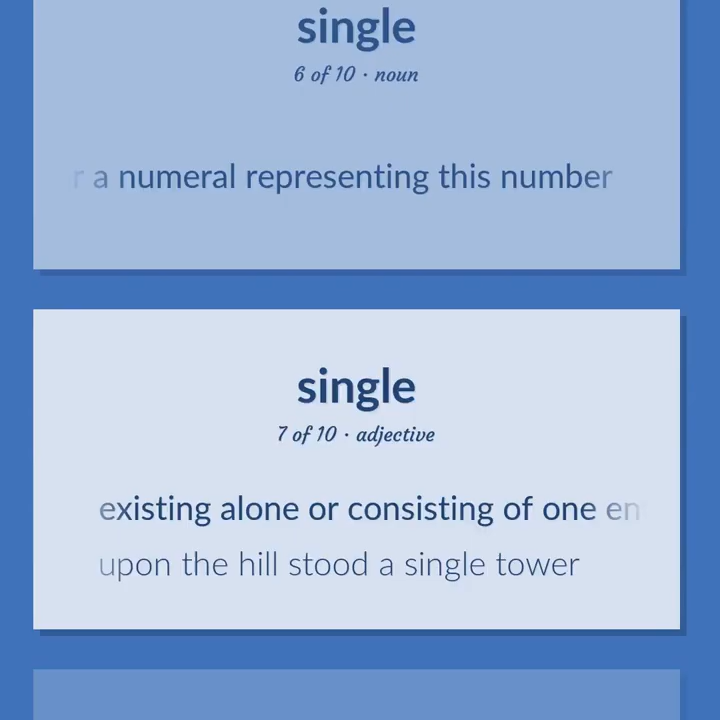 single
6 of 10 · noun
r a numeral representing this number
single
7 of 10 · adjective
existing alone or consisting of one en
upon the hill stood a single tower